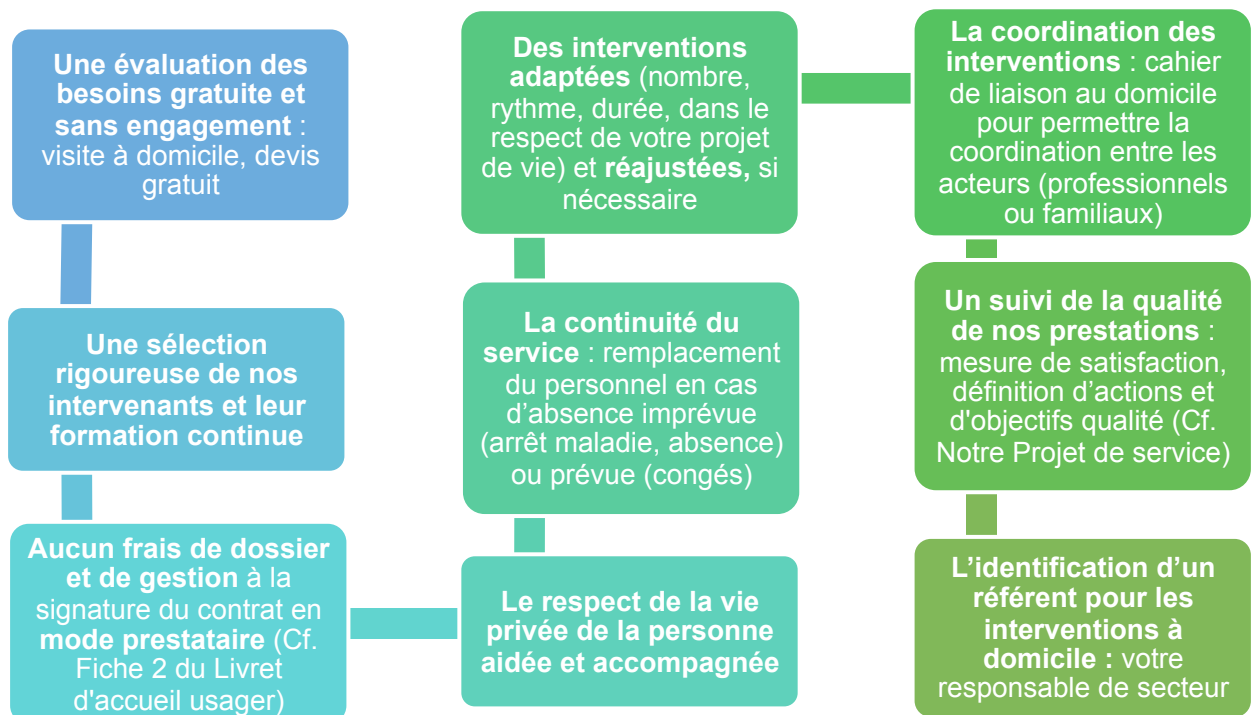 Une évaluation des
besoins gratuite et
sans engagement :
visite à domicile, devis
gratuit
Une sélection
rigoureuse de nos
intervenants et leur
formation continue
Aucun frais de dossier
et de gestion à la
signature du contrat en
mode prestataire (Cf.
Fiche 2 du Livret
d'accueil usager)
Le respect de la vie
privée de la personne
aidée et accompagnée
La continuité du
service : remplacement
du personnel en cas
d’absence imprévue
(arrêt maladie, absence)
ou prévue (congés)
Des interventions
adaptées (nombre,
rythme, durée, dans le
respect de votre projet
de vie) et réajustées, si
nécessaire
La coordination des
interventions : cahier
de liaison au domicile
pour permettre la
coordination entre les
acteurs (professionnels
ou familiaux)
Un suivi de la qualité
de nos prestations :
mesure de satisfaction,
définition d’actions et
d'objectifs qualité (Cf.
Notre Projet de service)
L’identification d’un
référent pour les
interventions à
domicile : votre
responsable de secteur